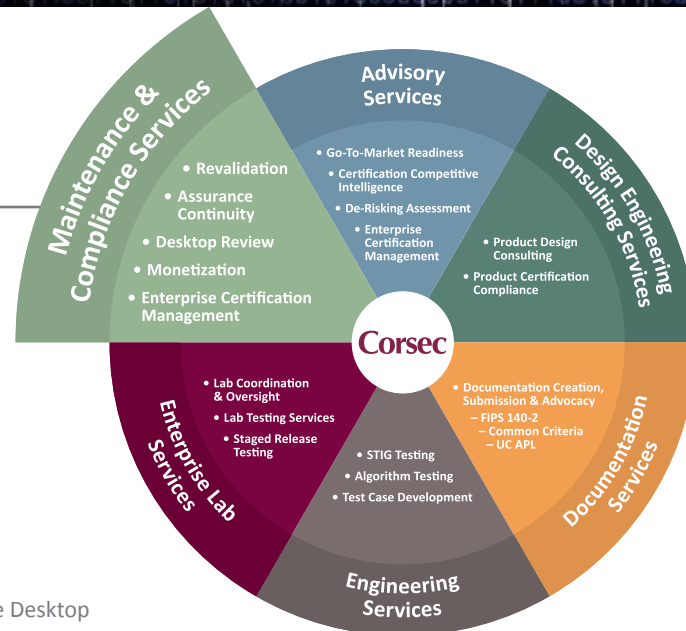 Maintenance &
Compliance Services
• Revalidation
• Assurance
Continuity
• Desktop Review
• Monetization
• Enterprise Certification
Management
Advisory
Services
• Go-To-Market Readiness
• Certification Competitive
Intelligence
• De-Risking Assessment
• Enterprise
Certification
Management
Design Engineering
Consulting Services
• Product Design
Consulting
• Product Certification
Compliance
Corsec
Enterprise Lab
Services
• Lab Coordination
& Oversight
• Lab Testing Services
• Staged Release
Testing
• STIG Testing
• Algorithm Testing
• Test Case Development
Engineering
Services
• Documentation Creation,
Submission & Advocacy
– FIPS 140-2
– Common Criteria
– UC APL
Documentation
Services
e Desktop